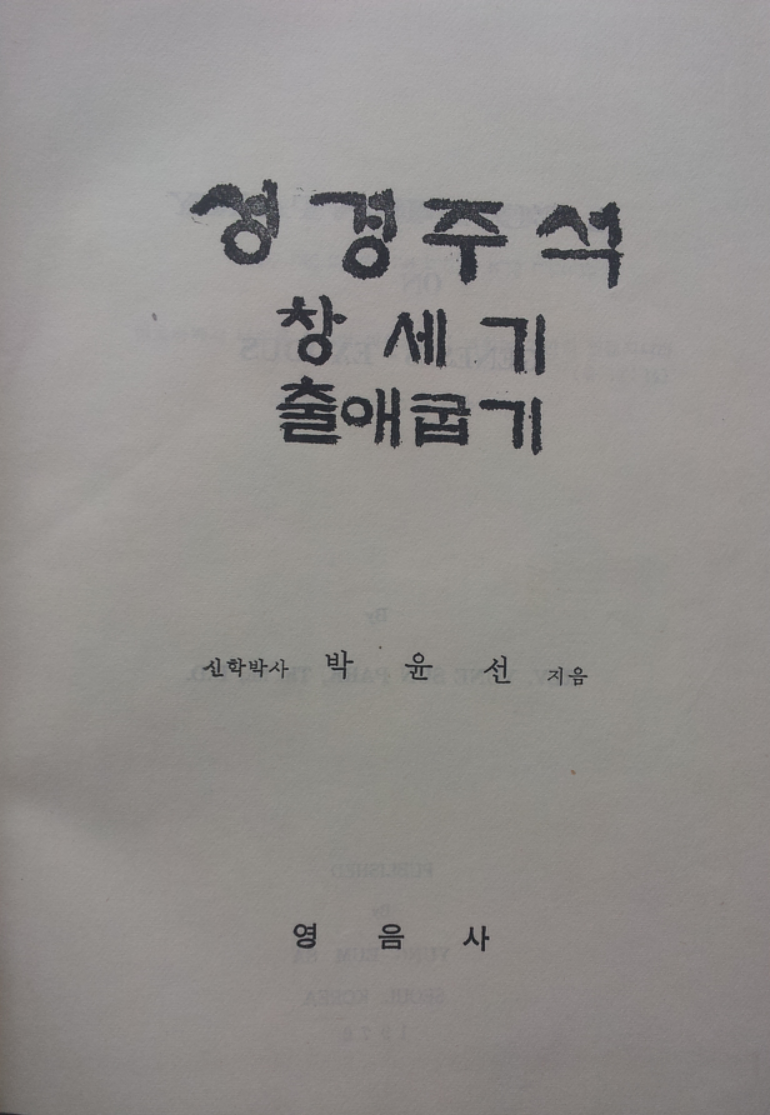 성경주석
창세기
출애굽기
신학박사 박윤선 지음
영음사